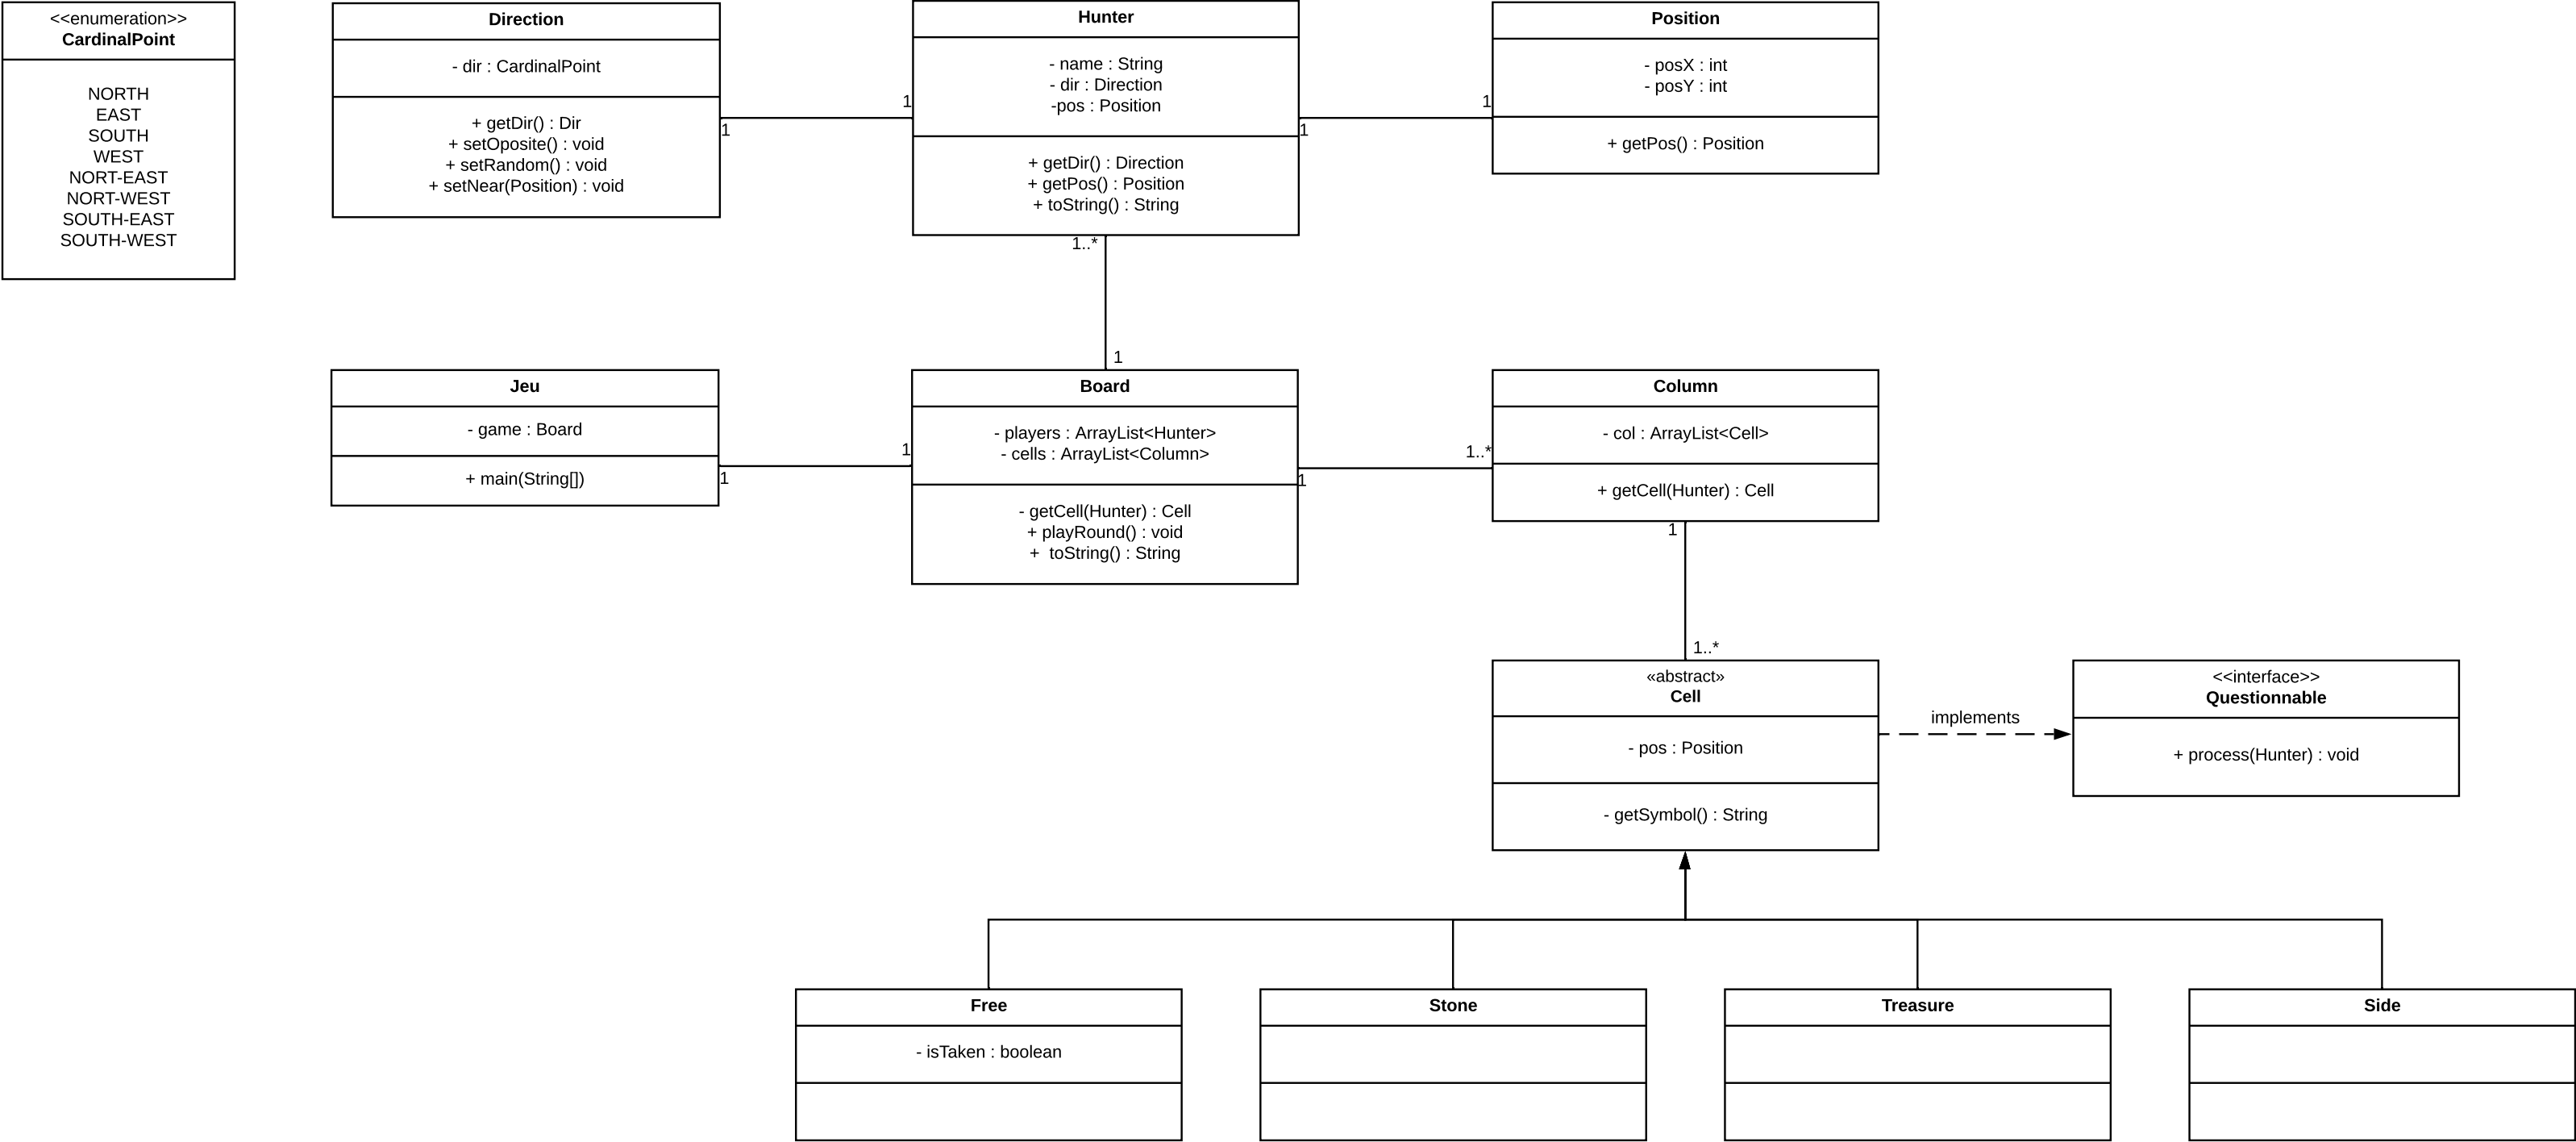 <<enumeration>>
CardinalPoint
NORTH
EAST
SOUTH
WEST
NORT-EAST
NORT-WEST
SOUTH-EAST
SOUTH-WEST
Direction
- dir : CardinalPoint
+ getDir() : Dir
+ setOposite() : void
+ setRandom() : void
+ setNear(Position) : void
1
1
Hunter
- name : String
- dir : Direction
-pos : Position
+ getDir() : Direction
+ getPos() : Position
+ toString() : String
1
1
Position
- posX : int
- posY : int
+ getPos() : Position
1..*
1
Jeu
- game : Board
+ main(String[])
1
1
Board
- players : ArrayList<Hunter>
- cells : ArrayList<Column>
- getCell(Hunter) : Cell
+ playRound() : void
+  toString() : String
1..*
1
Column
- col : ArrayList<Cell>
+ getCell(Hunter) : Cell
1
1..*
«abstract»
Cell
- pos : Position
- getSymbol() : String
implements
<<interface>>
Questionnable
+ process(Hunter) : void
Free
- isTaken : boolean
Stone
Treasure
Side